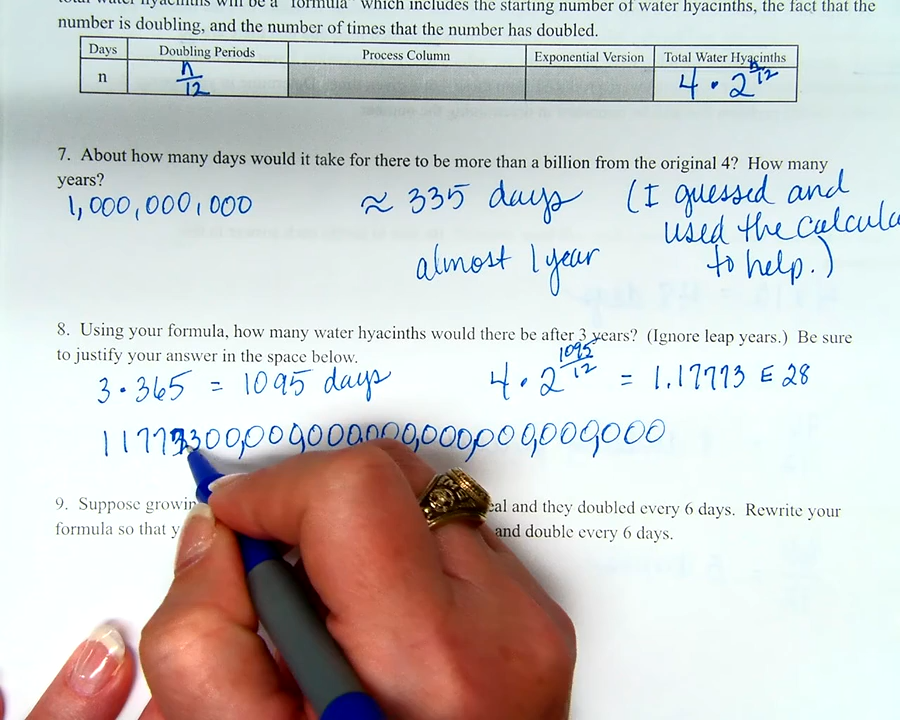 total water hyacinths will be a "formula" which includes the starting number of water hyacinths, the fact that the
number is doubling, and the number of times that the number has doubled.
Days Doubling Periods Process Column Exponential Version Total Water Hyacinths
n n/12 4 • 2^n/12
7. About how many days would it take for there to be more than a billion from the original 4? How many
years?
1,000,000,000 ≈ 335 days (I guessed and
used the calcula
almost 1 year to help.)
8. Using your formula, how many water hyacinths would there be after 3 years? (Ignore leap years.) Be sure
to justify your answer in the space below.
3 • 365 = 1095 days 4 • 2^1095/12 = 1.17773 E 28
9. Suppose growin eal and they doubled every 6 days. Rewrite your
formula so that y and double every 6 days.